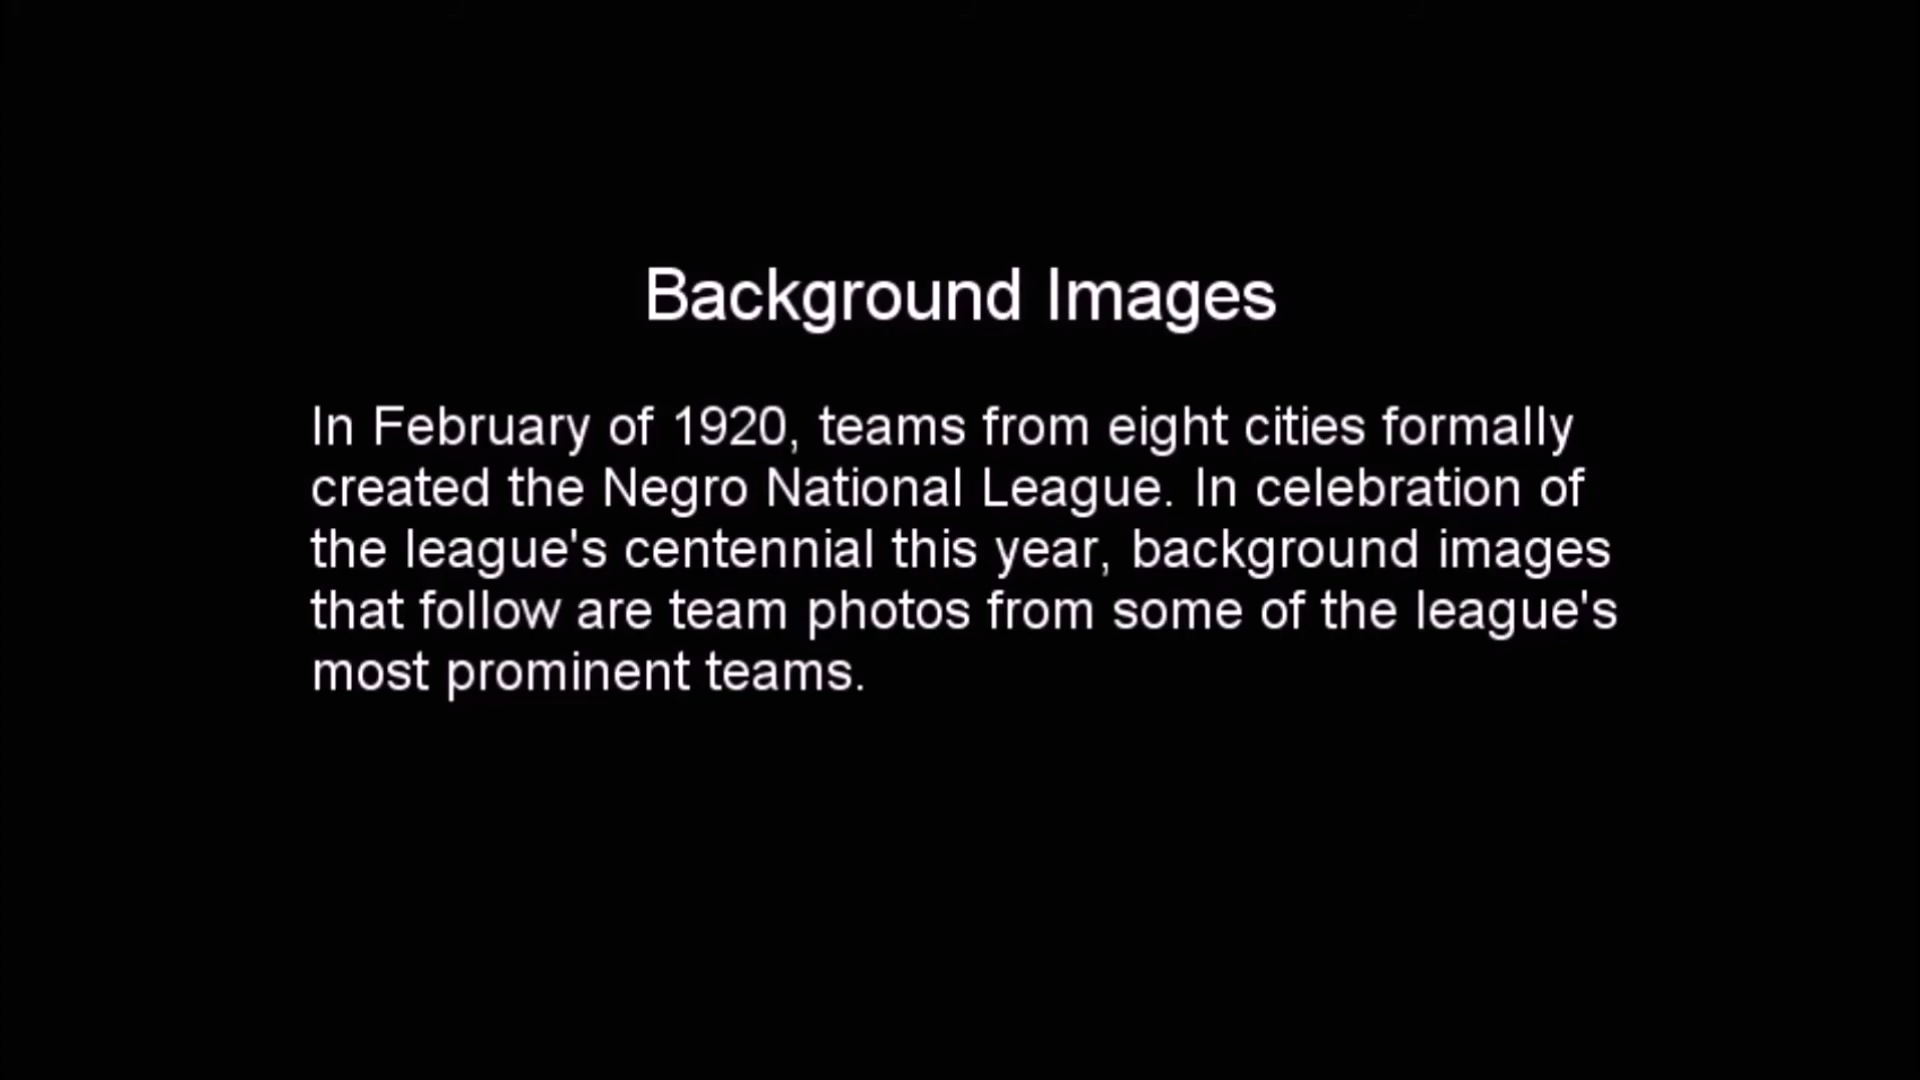 Background Images
In February of 1920, teams from eight cities formally
created the Negro National League. In celebration of
the league's centennial this year, background images
that follow are team photos from some of the league's
most prominent teams.